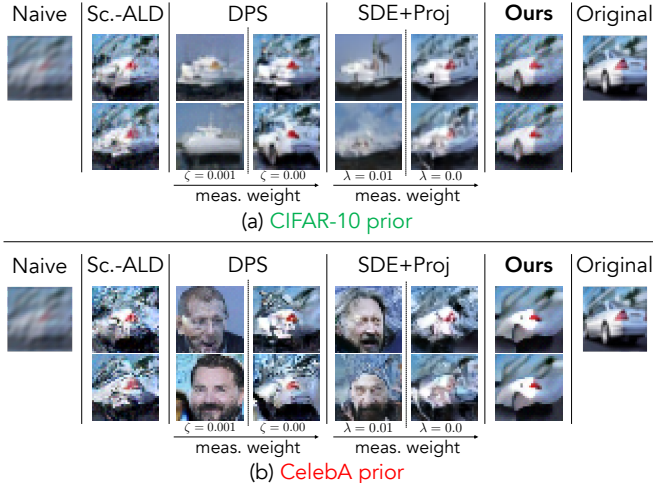 Naive Sc.-ALD DPS SDE+Proj Ours Original
ζ = 0.001 ζ = 0.00 λ = 0.01 λ = 0.0
meas. weight meas. weight
(a) CIFAR-10 prior
Naive Sc.-ALD DPS SDE+Proj Ours Original
ζ = 0.001 ζ = 0.00 λ = 0.01 λ = 0.0
meas. weight meas. weight
(b) CelebA prior